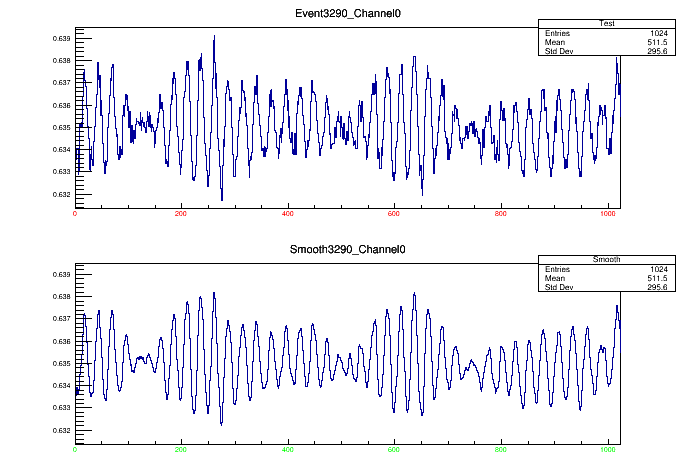 Event3290_Channel0
Test
Entries 1024
Mean 511.5
Std Dev 295.6
0.639
0.638
0.637
0.636
0.635
0.634
0.633
0.632
0 200 400 600 800 1000
Smooth3290_Channel0
Smooth
Entries 1024
Mean 511.5
Std Dev 295.6
0.639
0.638
0.637
0.636
0.635
0.634
0.633
0.632
0 200 400 600 800 1000